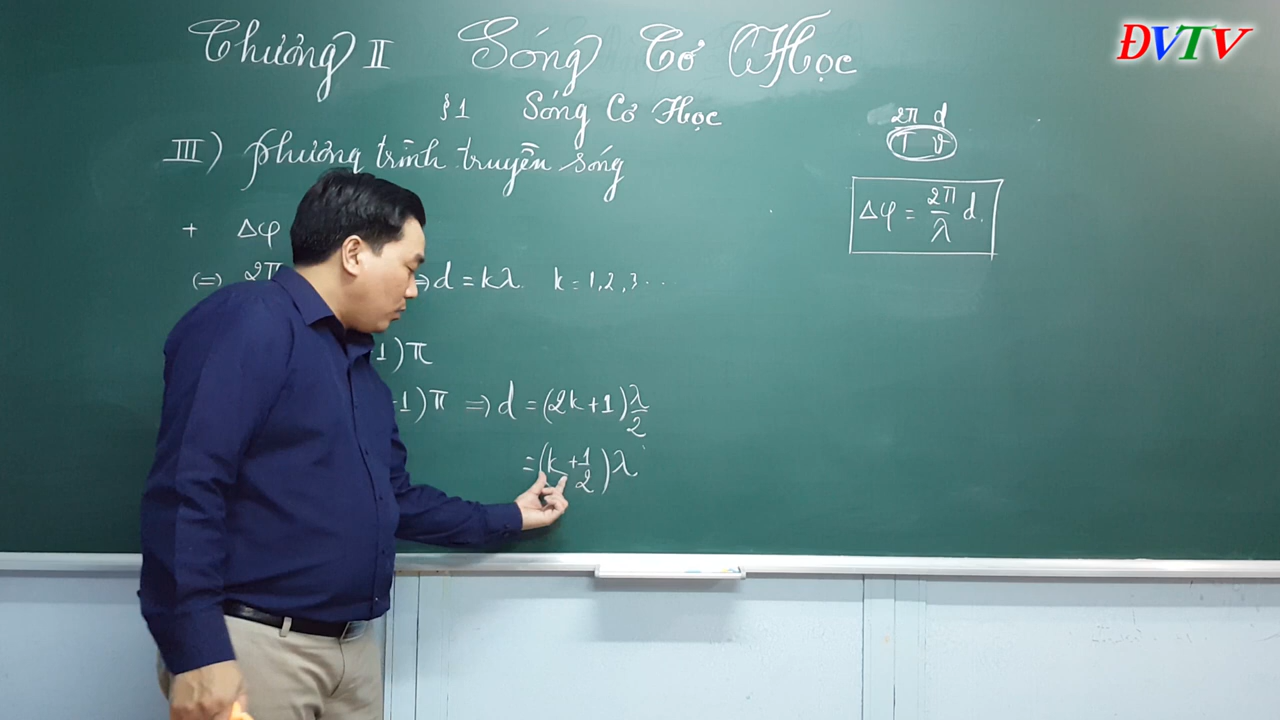 ĐVTV
Chương II Sóng Cơ Học
§1 Sóng Cơ Học
III) phương trình truyền sóng
2π d
T v
Δφ = 2π/λ d.
+ Δφ
(=) 2π ⇒ d = kλ. k = 1, 2, 3 ...
1)π
+1)π => d = (2k+1) λ/2
= (k + 1/2) λ